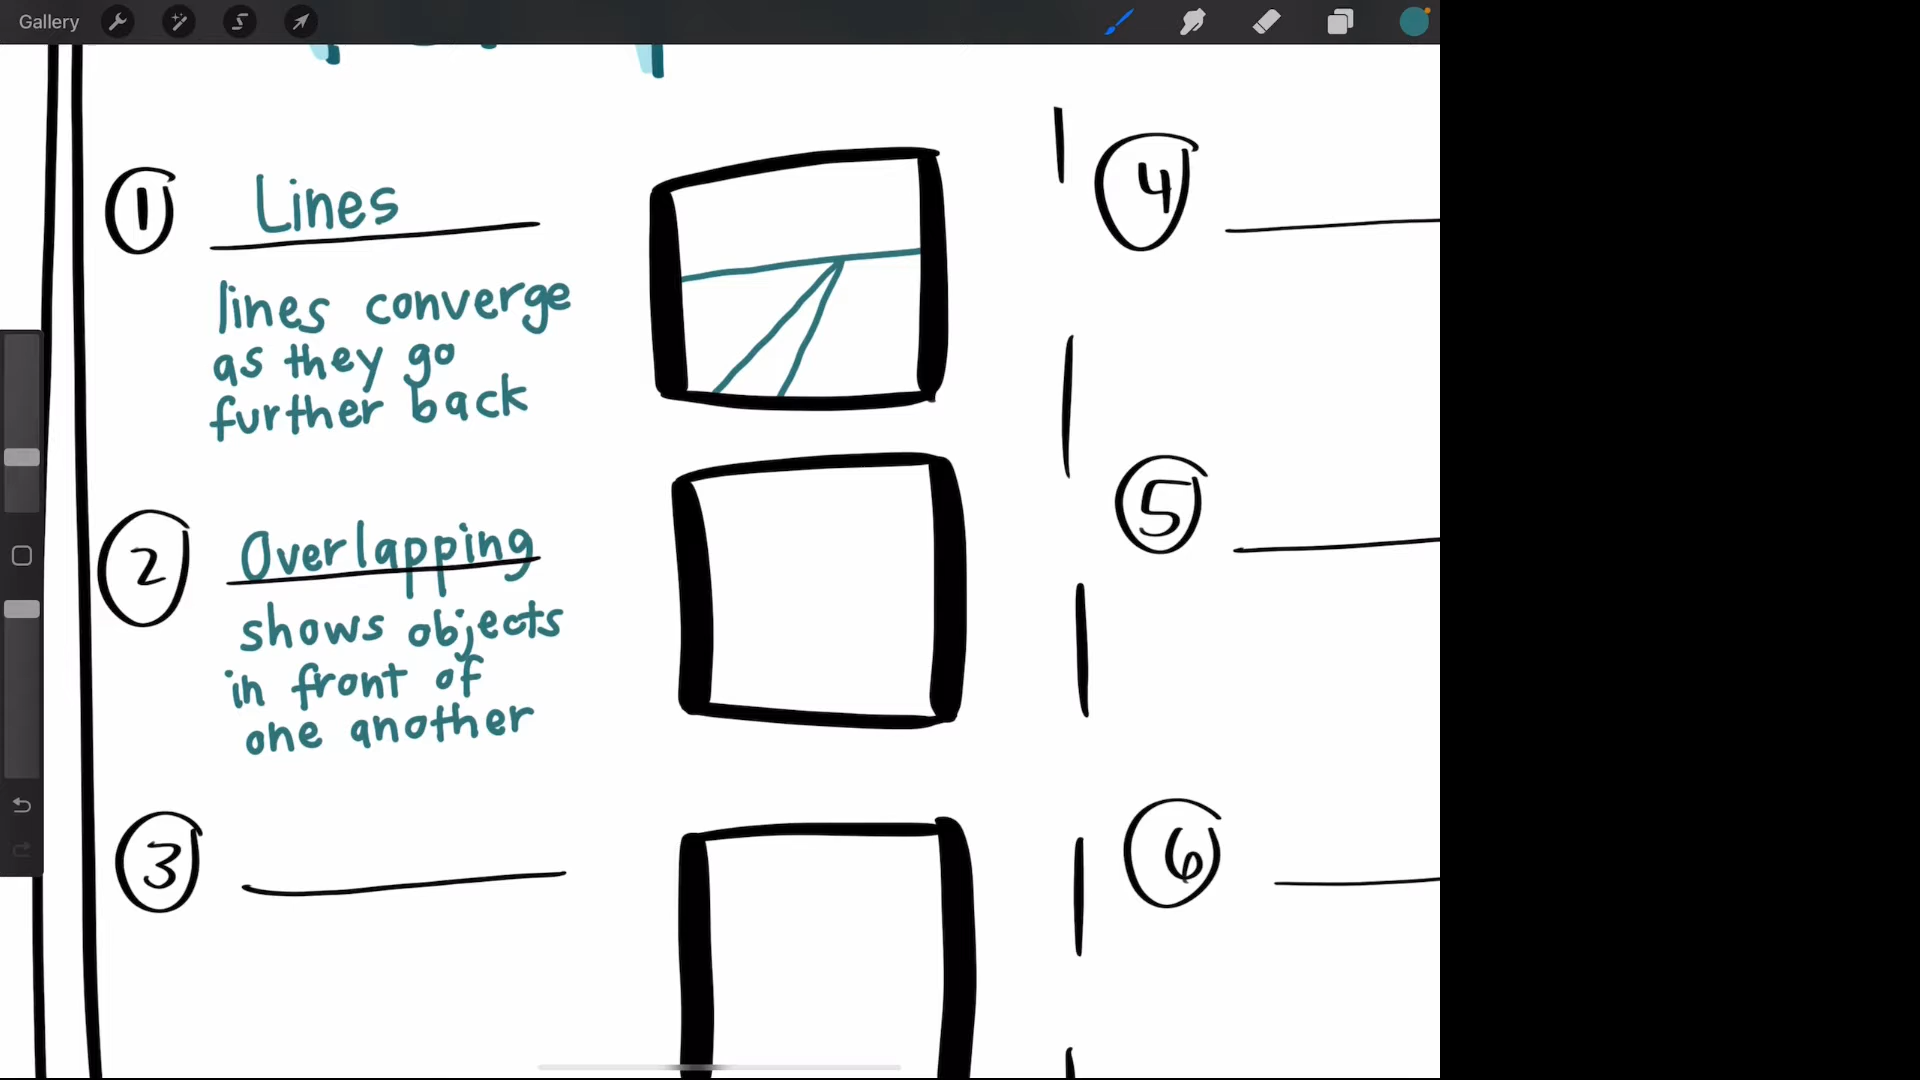 Gallery
1 Lines
lines converge
as they go
further back
2 Overlapping
shows objects
in front of
one another
3
4
5
6